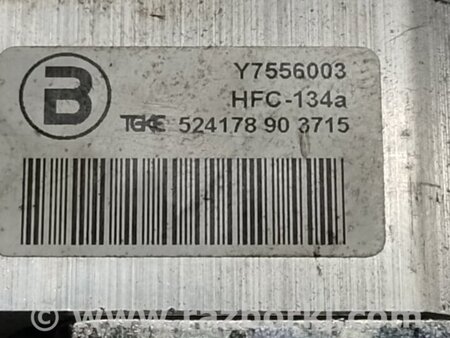 B
Y7556003
HFC-134a
TGKE 524178 90 3715
© www.razborki.com